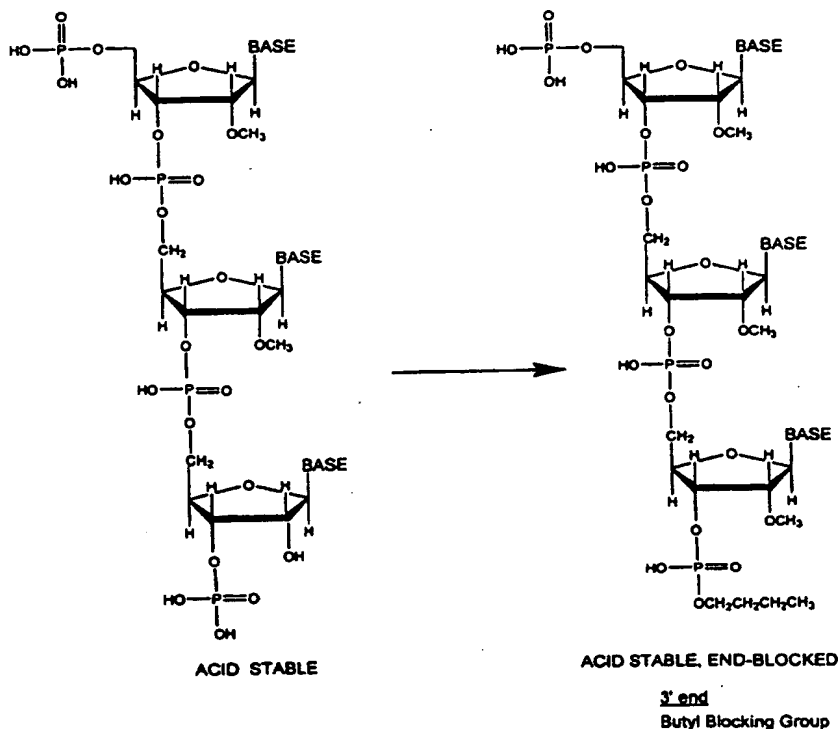 O
BASE
HO-P-O
H O H
OH
H H
O OCH₃
HO-P=O
O
CH₂
BASE
H O H
H H
O OCH₃
HO-P=O
O
CH₂
BASE
H O H
H H
O OH
HO-P=O
OH
ACID STABLE
O
BASE
HO-P-O
H O H
OH
H H
O OCH₃
HO-P=O
O
CH₂
BASE
H O H
H H
O OCH₃
HO-P=O
O
CH₂
BASE
H O H
H H
O OCH₃
HO-P=O
OCH₂CH₂CH₂CH₃
ACID STABLE, END-BLOCKED
3' end
Butyl Blocking Group